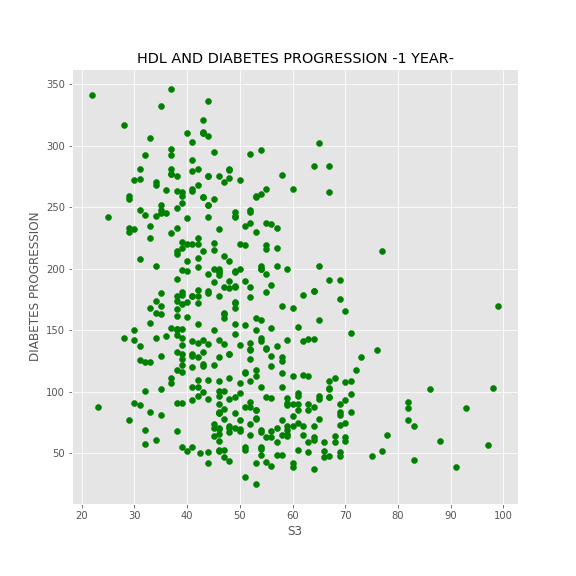 HDL AND DIABETES PROGRESSION -1 YEAR-
DIABETES PROGRESSION
350
300
250
200
150
100
50
20 30 40 50 60 70 80 90 100
S3